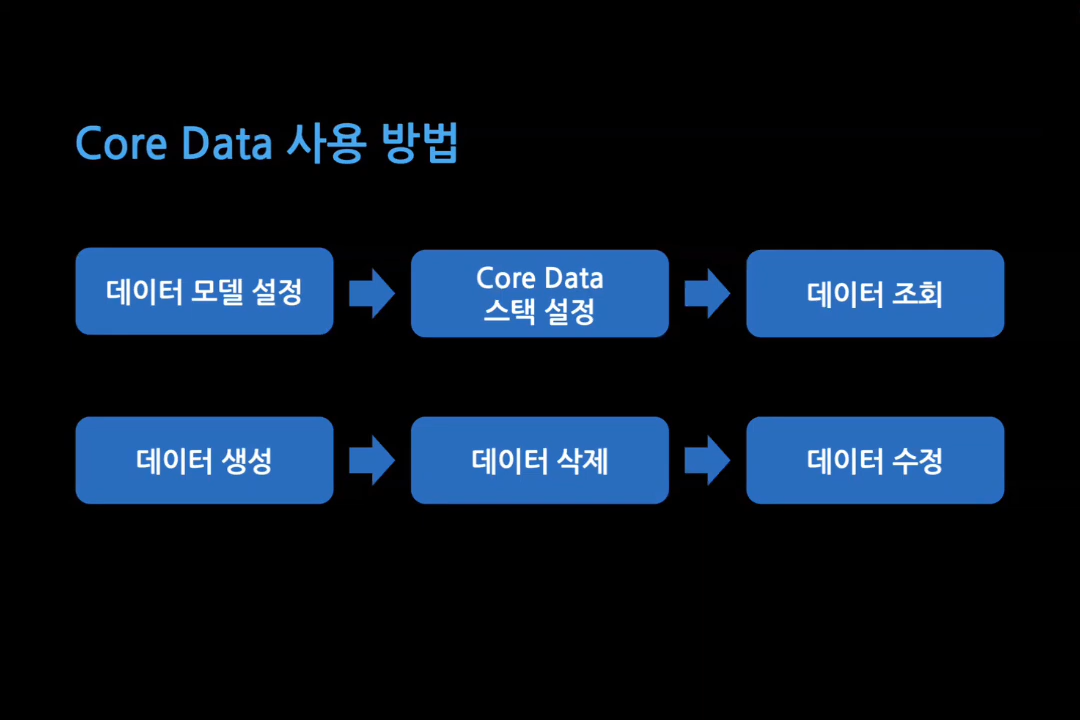 Core Data 사용 방법
데이터 모델 설정
Core Data
스택 설정
데이터 조회
데이터 생성
데이터 삭제
데이터 수정